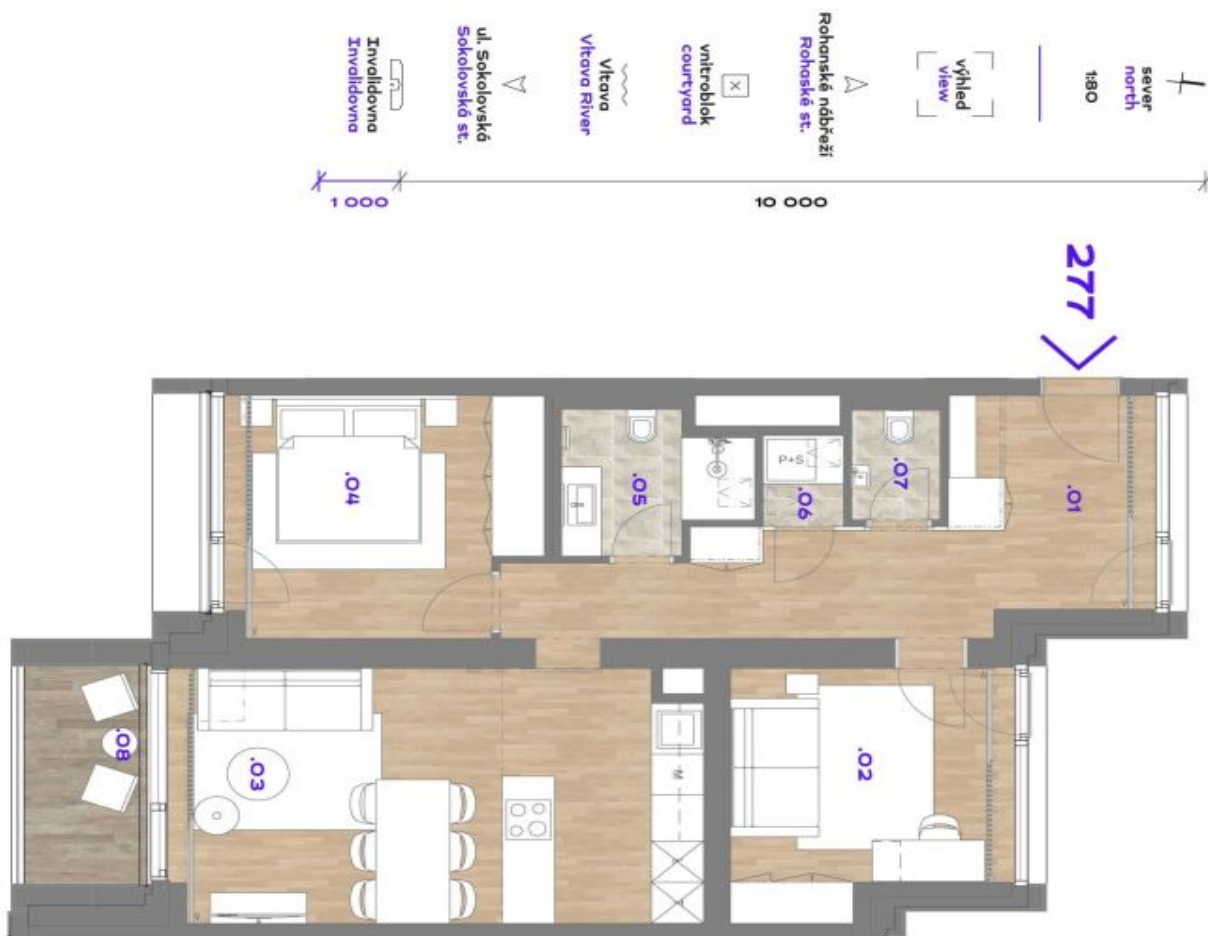 sever
north
1:80
výhled
view
Rohanské nábřeží
Rohaské st.
vnitroblok
courtyard
Vltava
Vltava River
ul. Sokolovská
Sokolovská st.
Invalidovna
Invalidovna
10 000
1 000
277
.01
.07
.06
P+S
.05
.04
.02
M
.03
.08